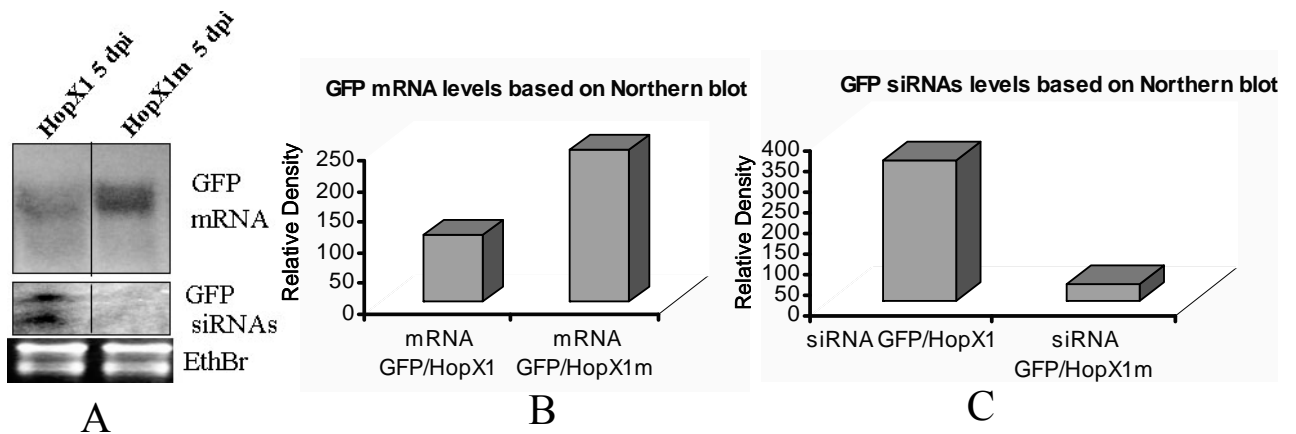 HopX1 5 dpi
HopX1m 5 dpi
GFP
mRNA
GFP
siRNAs
EthBr
A
GFP mRNA levels based on Northern blot
Relative Density
250
200
150
100
50
0
mRNA
GFP/HopX1
mRNA
GFP/HopX1m
B
GFP siRNAs levels based on Northern blot
Relative Density
400
350
300
250
200
150
100
50
0
siRNA GFP/HopX1
siRNA
GFP/HopX1m
C